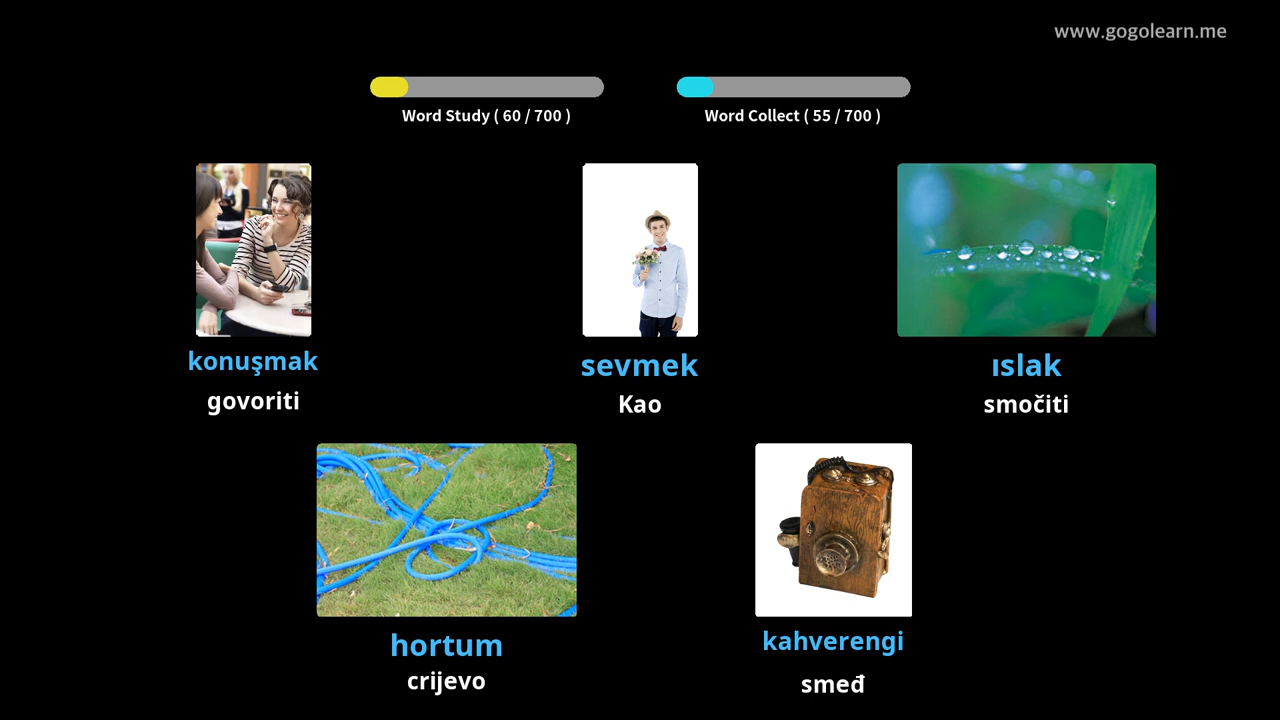 www.gogolearn.me
Word Study ( 60 / 700 )
Word Collect ( 55 / 700 )
konuşmak
govoriti
sevmek
Kao
ıslak
smočiti
hortum
crijevo
kahverengi
smeđ